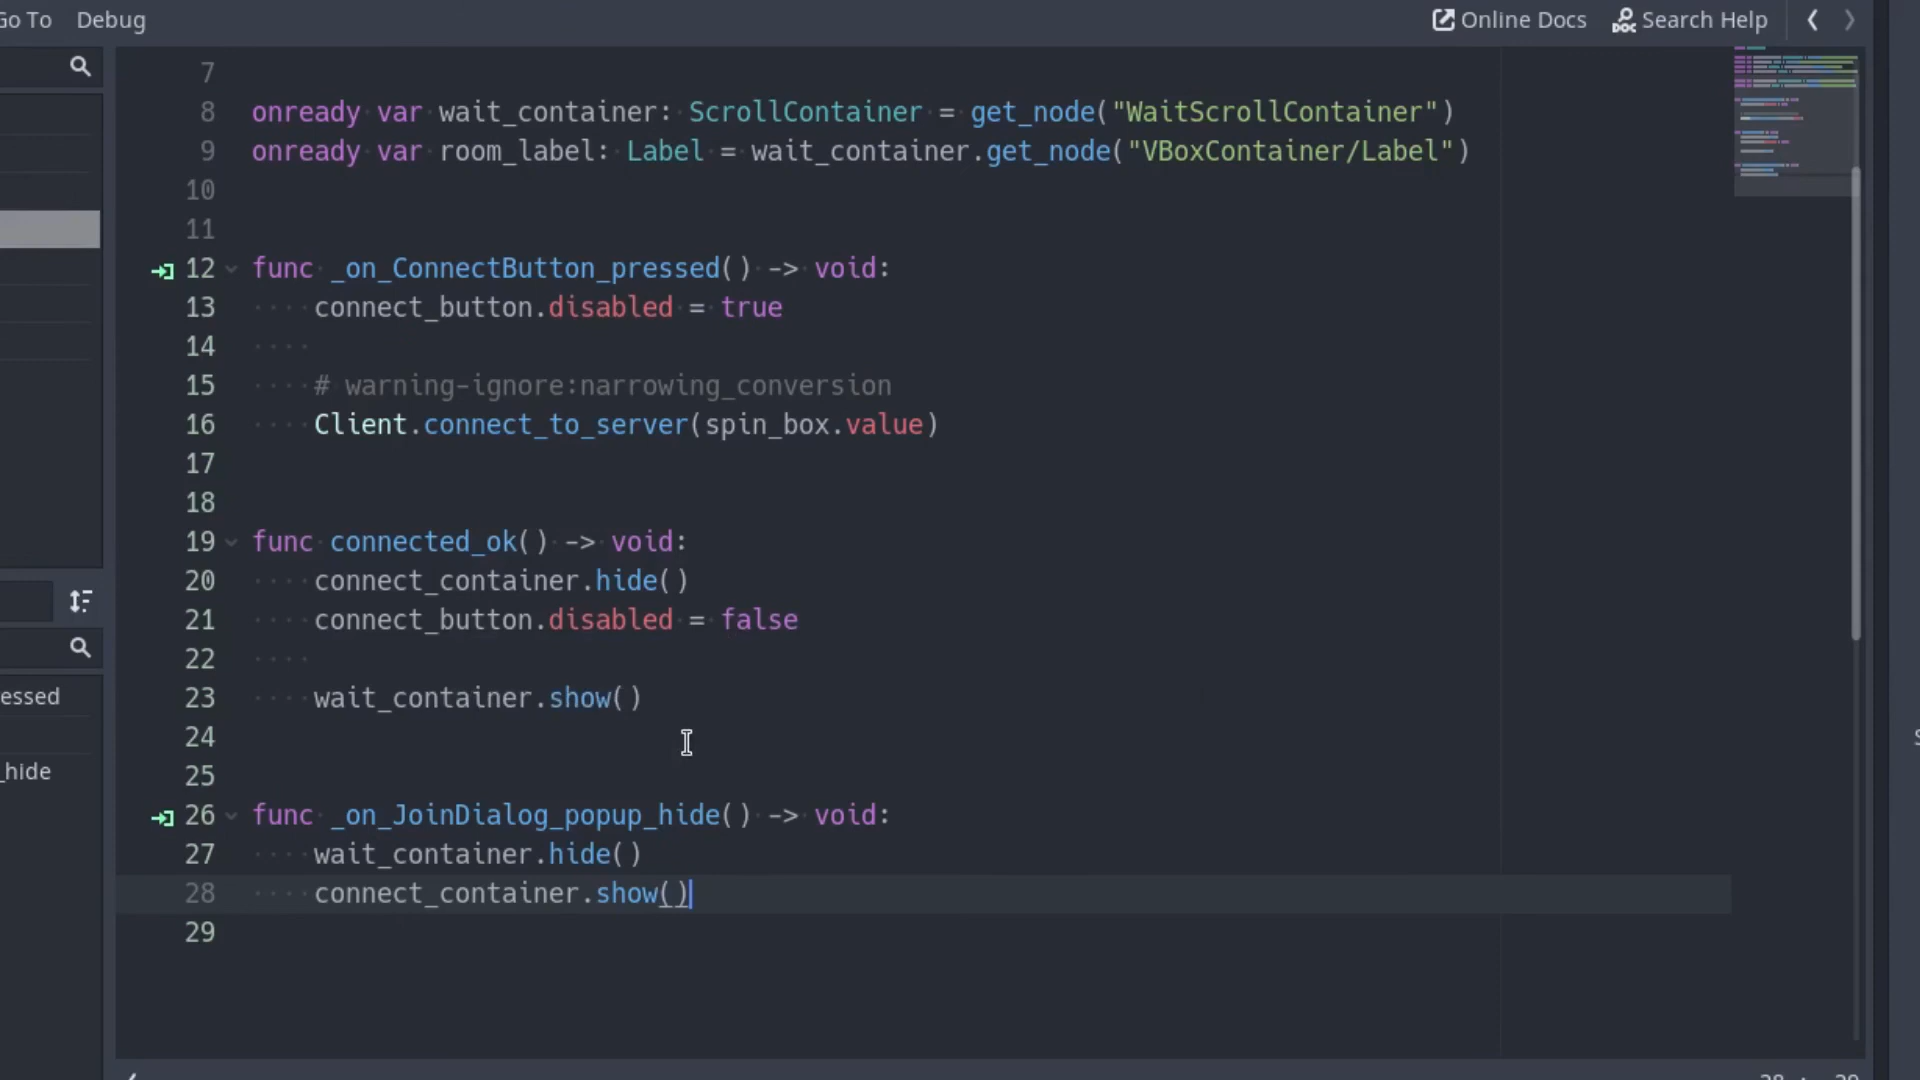 Go To Debug Online Docs Search Help
7
8 onready var wait_container: ScrollContainer = get_node("WaitScrollContainer")
9 onready var room_label: Label = wait_container.get_node("VBoxContainer/Label")
10
11
12 func _on_ConnectButton_pressed() -> void:
13 connect_button.disabled = true
14
15 # warning-ignore:narrowing_conversion
16 Client.connect_to_server(spin_box.value)
17
18
19 func connected_ok() -> void:
20 connect_container.hide()
21 connect_button.disabled = false
22
23 wait_container.show()
24
25
26 func _on_JoinDialog_popup_hide() -> void:
27 wait_container.hide()
28 connect_container.show()
29
essed
_hide